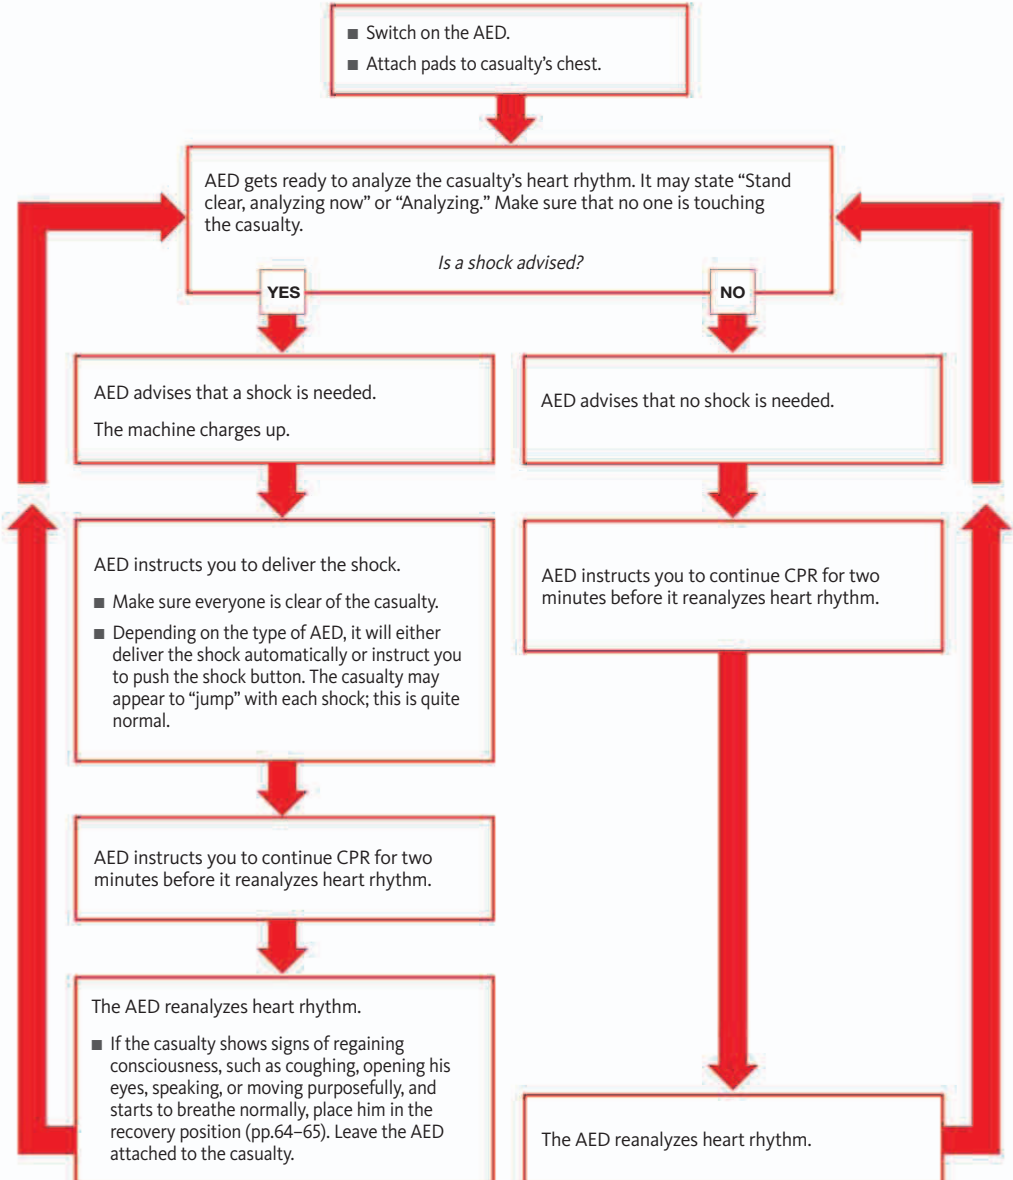 ■ Switch on the AED.
■ Attach pads to casualty’s chest.
AED gets ready to analyze the casualty’s heart rhythm. It may state “Stand
clear, analyzing now” or “Analyzing.” Make sure that no one is touching
the casualty.
Is a shock advised?
YES
NO
AED advises that a shock is needed.
The machine charges up.
AED advises that no shock is needed.
AED instructs you to deliver the shock.
■ Make sure everyone is clear of the casualty.
■ Depending on the type of AED, it will either
deliver the shock automatically or instruct you
to push the shock button. The casualty may
appear to “jump” with each shock; this is quite
normal.
AED instructs you to continue CPR for two
minutes before it reanalyzes heart rhythm.
AED instructs you to continue CPR for two
minutes before it reanalyzes heart rhythm.
The AED reanalyzes heart rhythm.
■ If the casualty shows signs of regaining
consciousness, such as coughing, opening his
eyes, speaking, or moving purposefully, and
starts to breathe normally, place him in the
recovery position (pp.64–65). Leave the AED
attached to the casualty.
The AED reanalyzes heart rhythm.